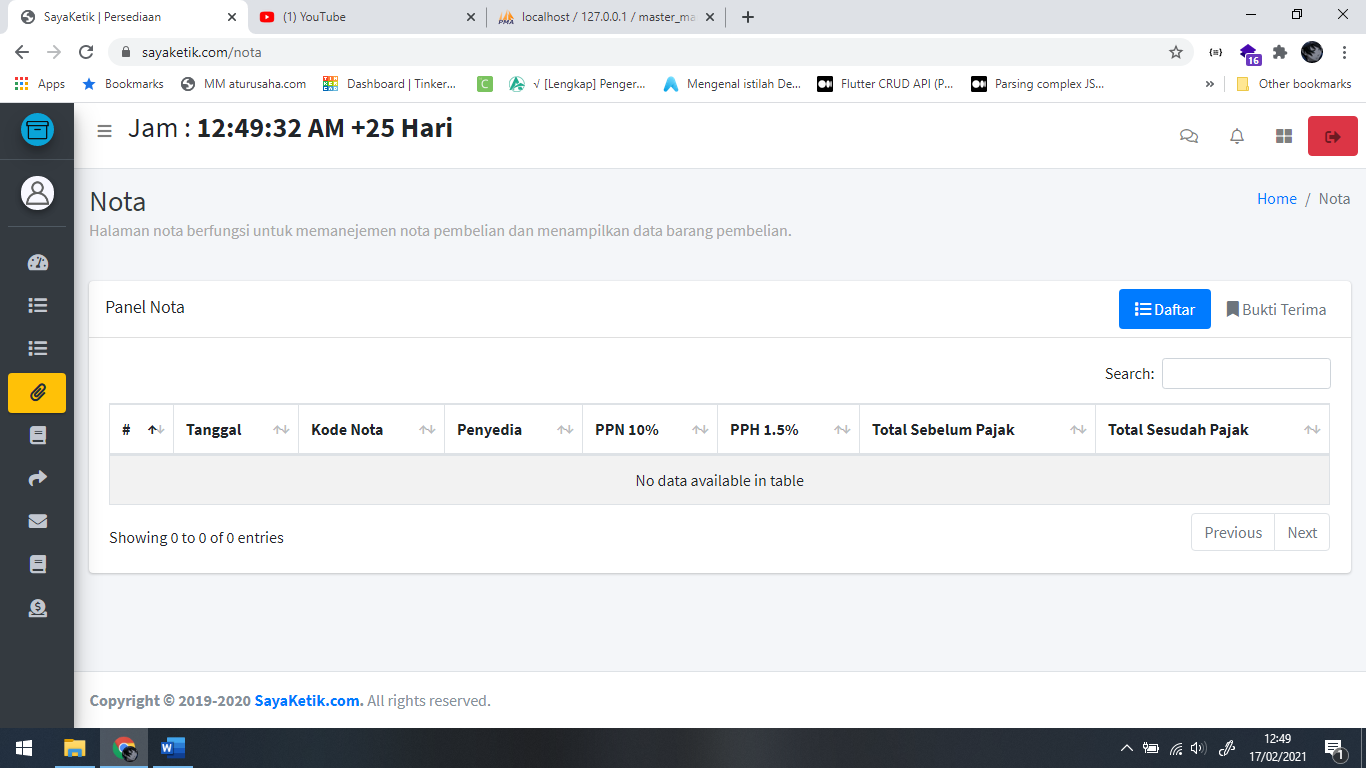 SayaKetik | Persediaan
(1) YouTube
localhost / 127.0.0.1 / master_ma
sayaketik.com/nota
16
Apps
Bookmarks
MM aturusaha.com
Dashboard | Tinker...
C
√ [Lengkap] Penger...
Mengenal istilah De...
Flutter CRUD API (P...
Parsing complex JS...
»
Other bookmarks
Jam : 12:49:32 AM +25 Hari
Nota
Home / Nota
Halaman nota berfungsi untuk memanejemen nota pembelian dan menampilkan data barang pembelian.
Panel Nota
Daftar
Bukti Terima
Search:
# Tanggal Kode Nota Penyedia PPN 10% PPH 1.5% Total Sebelum Pajak Total Sesudah Pajak
No data available in table
Showing 0 to 0 of 0 entries
Previous Next
Copyright © 2019-2020 SayaKetik.com. All rights reserved.
12:49
17/02/2021
1